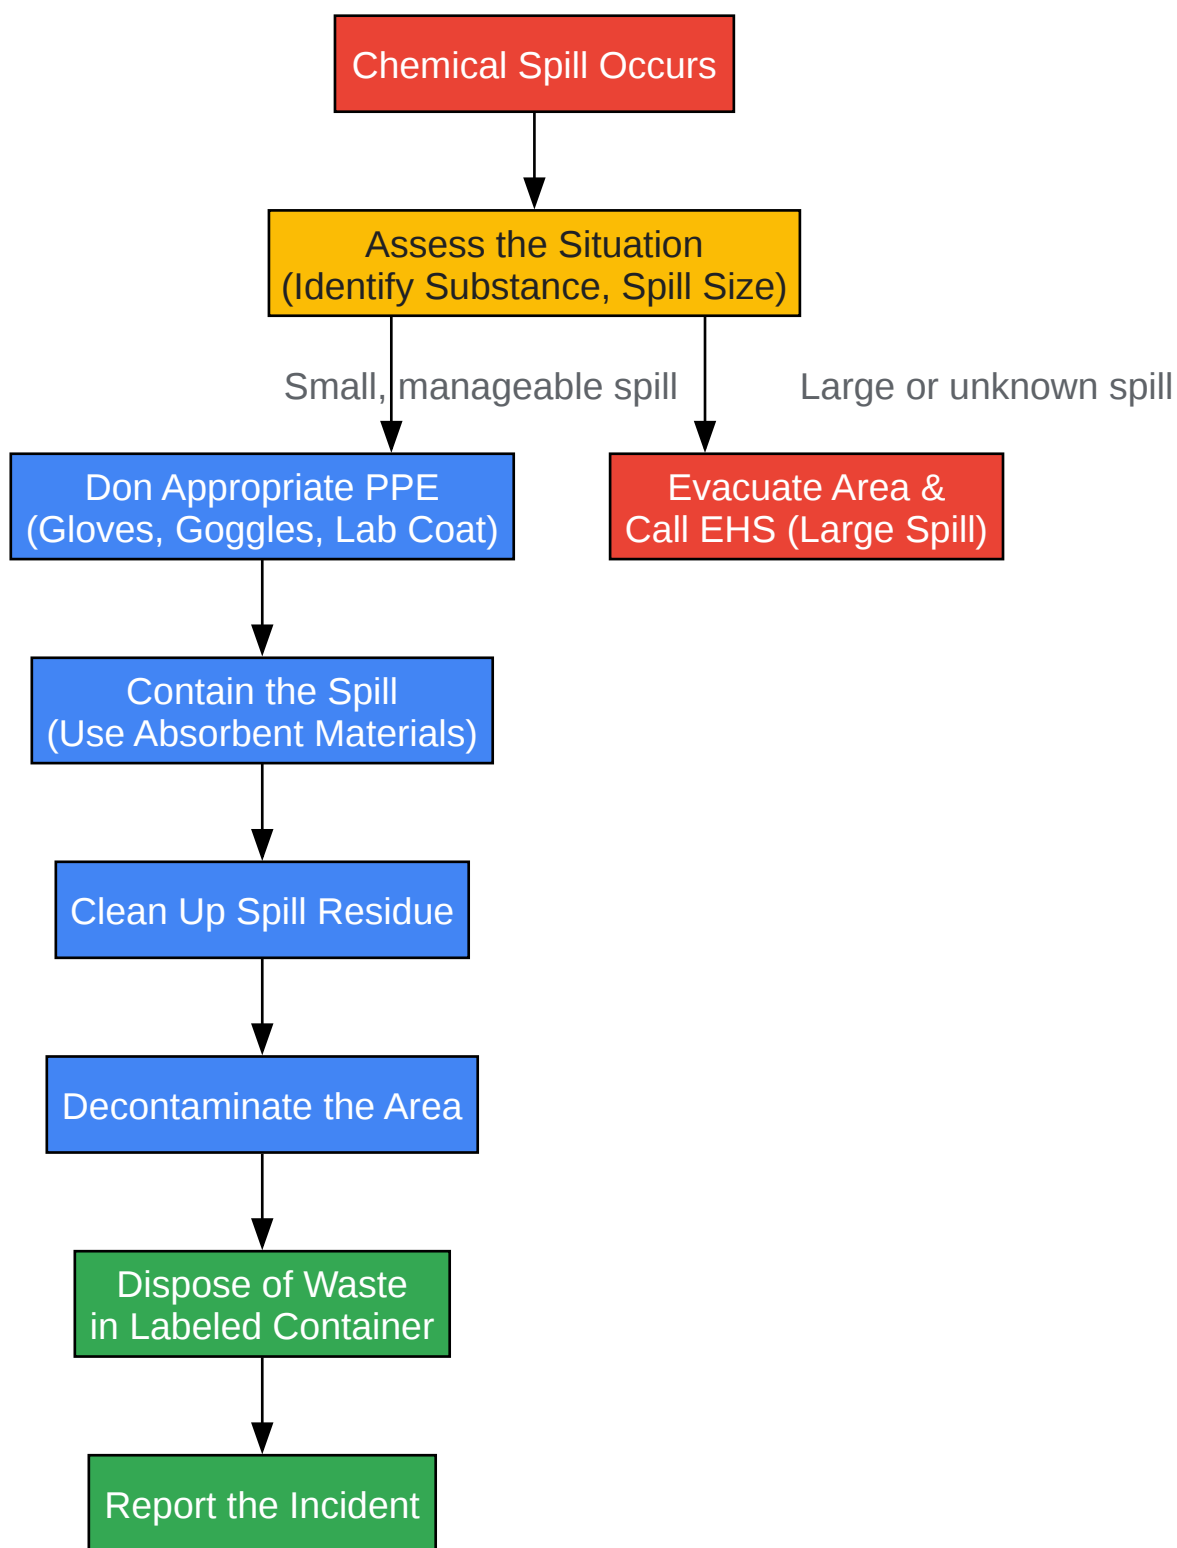 Chemical Spill Occurs
Assess the Situation
(Identify Substance, Spill Size)
Small, manageable spill
Large or unknown spill
Don Appropriate PPE
(Gloves, Goggles, Lab Coat)
Evacuate Area &
Call EHS (Large Spill)
Contain the Spill
(Use Absorbent Materials)
Clean Up Spill Residue
Decontaminate the Area
Dispose of Waste
in Labeled Container
Report the Incident